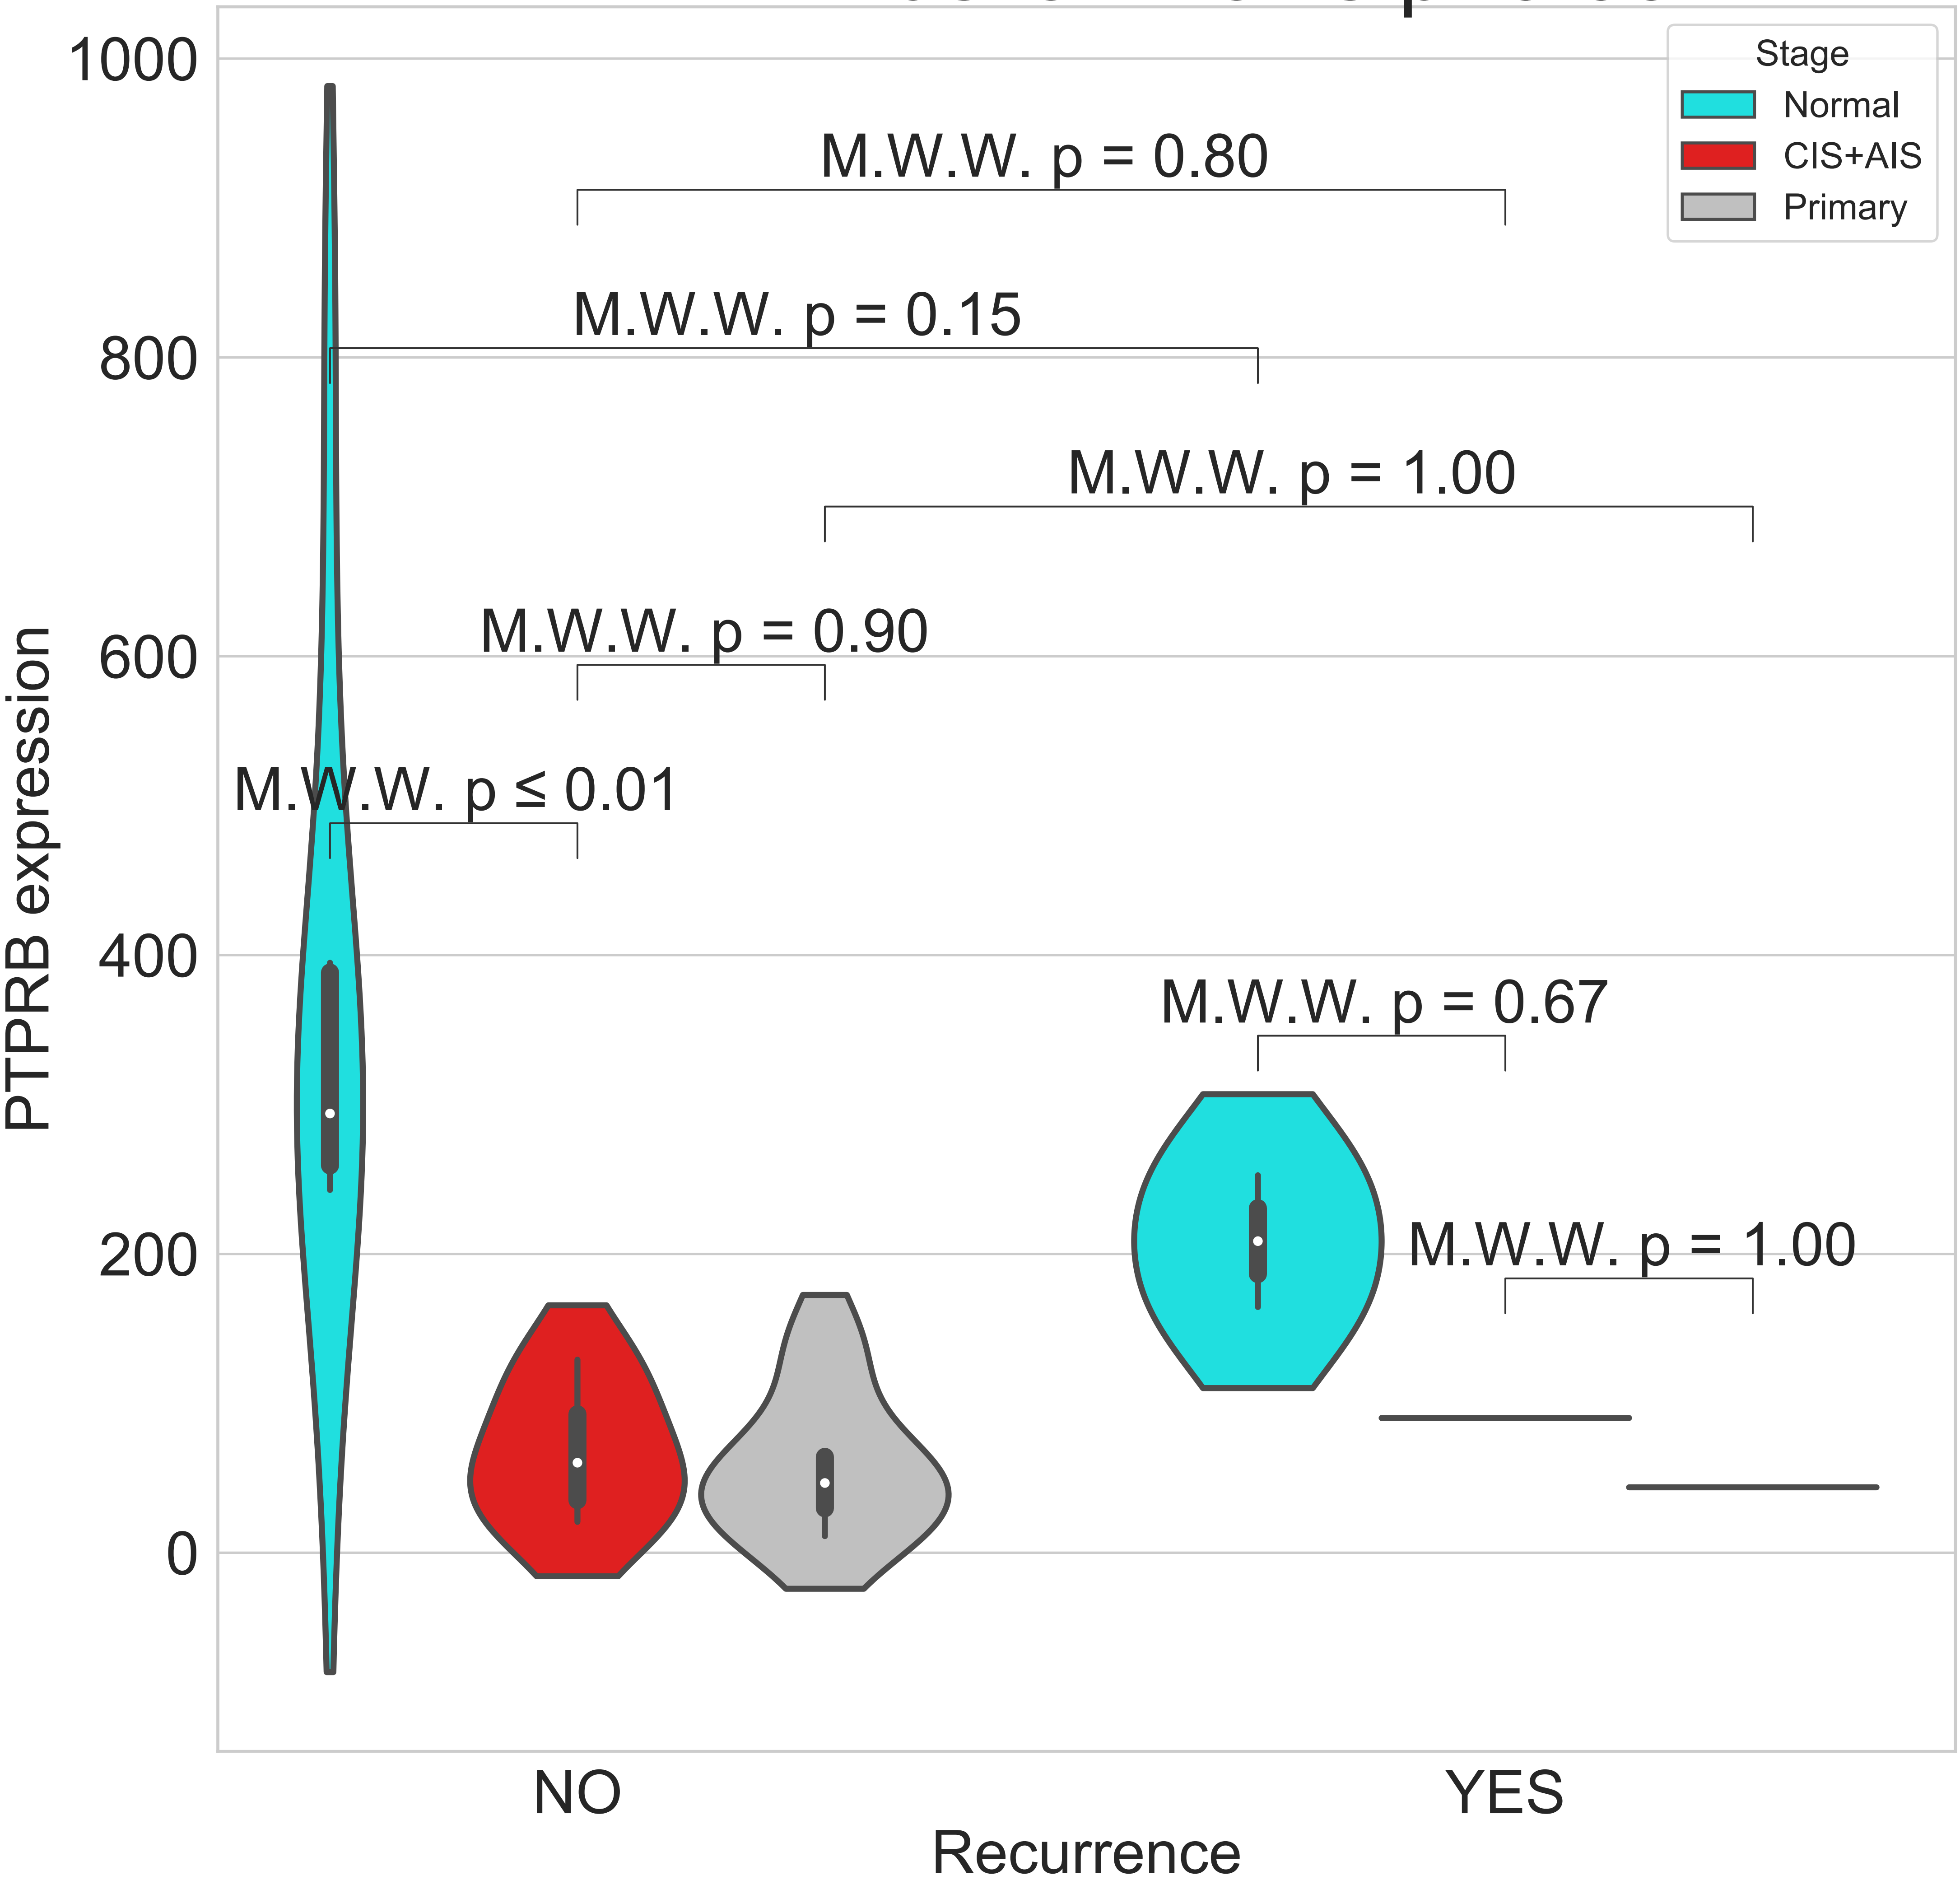 1000
800
600
400
200
0
PTPRB expression
Stage
Normal
CIS+AIS
Primary
M.W.W. p = 0.80
M.W.W. p = 0.15
M.W.W. p = 1.00
M.W.W. p = 0.90
M.W.W. p ≤ 0.01
M.W.W. p = 0.67
M.W.W. p = 1.00
NO
YES
Recurrence